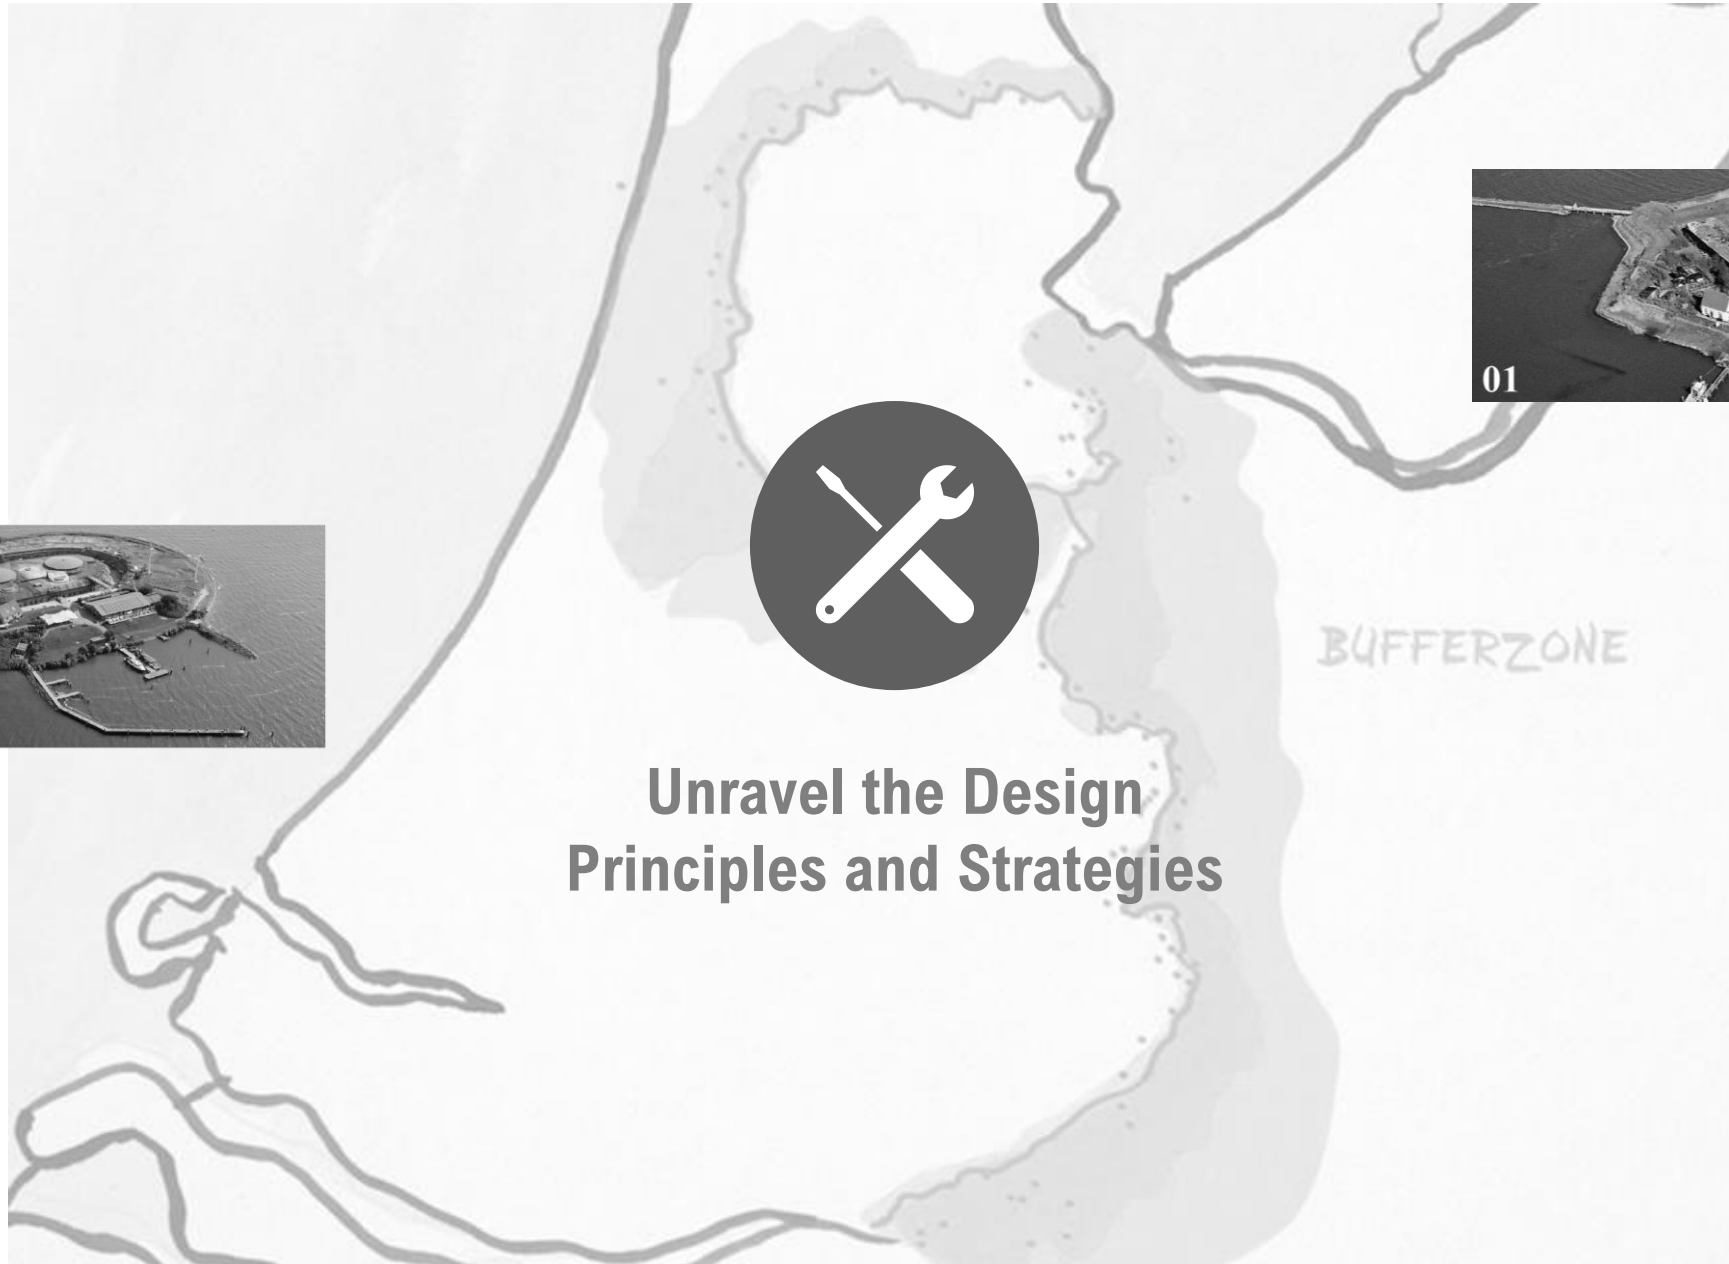 01
BUFFERZONE
Unravel the Design
Principles and Strategies